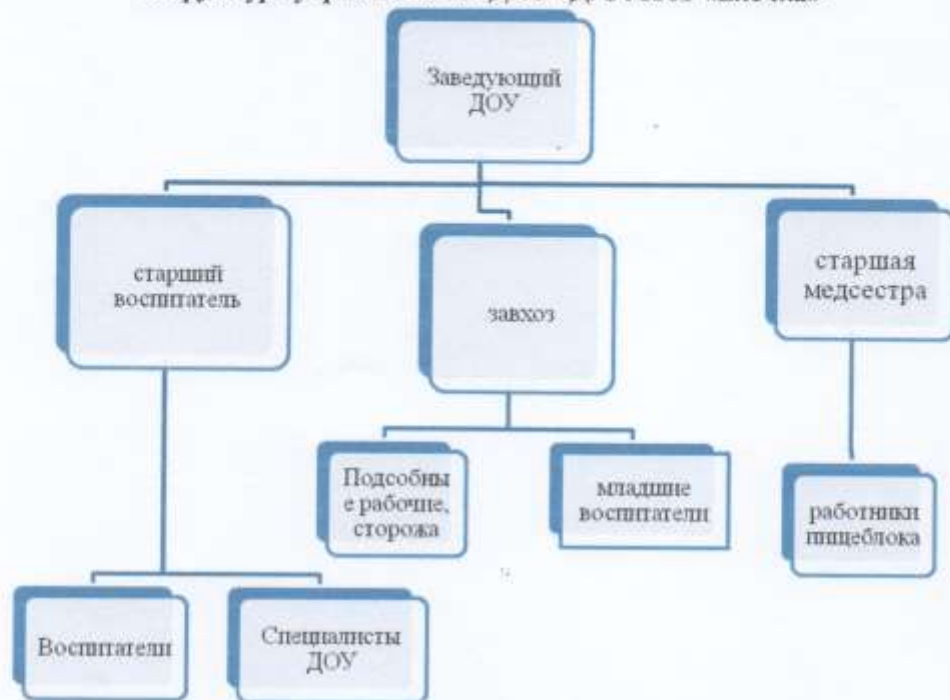 Заведующий
ДОУ
старший
воспитатель
завхоз
старшая
медсестра
Подсобны
е рабочие,
сторожа
младшие
воспитатели
работники
пищеблока
Воспитатели
Специалисты
ДОУ